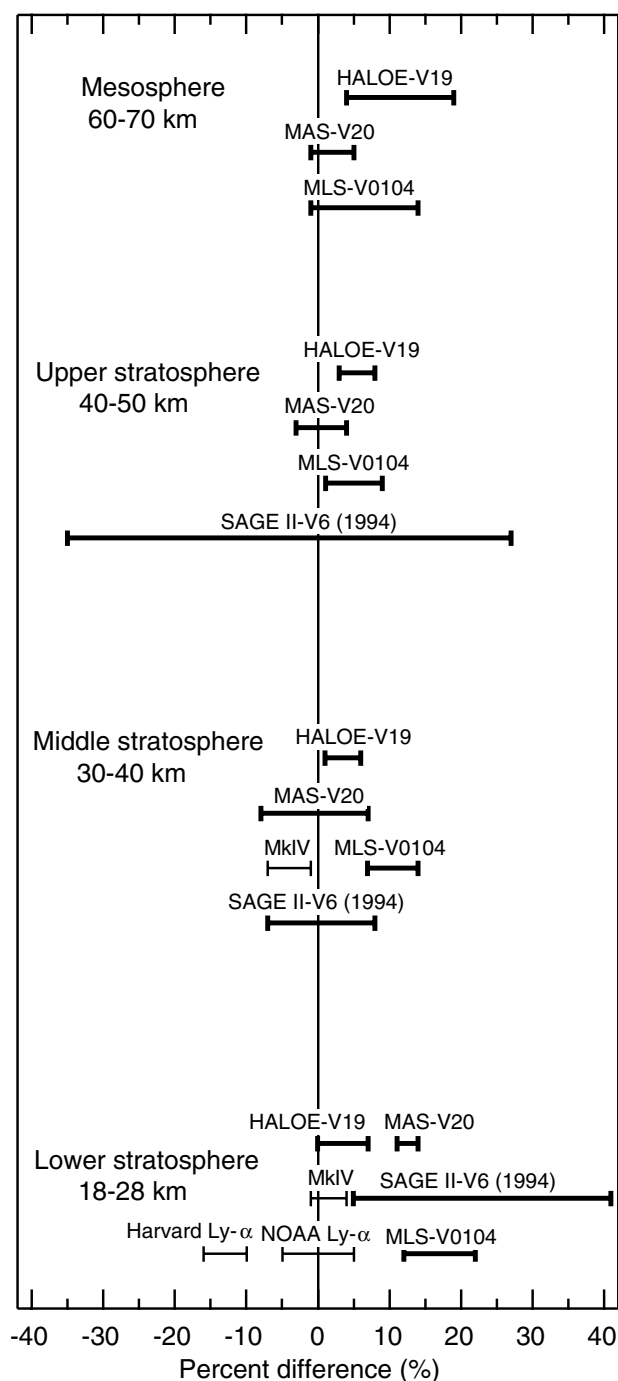 HALOE-V19
Mesosphere
60-70 km
MAS-V20
MLS-V0104
HALOE-V19
Upper stratosphere
40-50 km
MAS-V20
MLS-V0104
SAGE II-V6 (1994)
HALOE-V19
Middle stratosphere
30-40 km
MAS-V20
MkIV MLS-V0104
SAGE II-V6 (1994)
HALOE-V19 MAS-V20
Lower stratosphere
18-28 km
MkIV SAGE II-V6 (1994)
Harvard Ly-α NOAA Ly-α MLS-V0104
-40 -30 -20 -10 0 10 20 30 40
Percent difference (%)